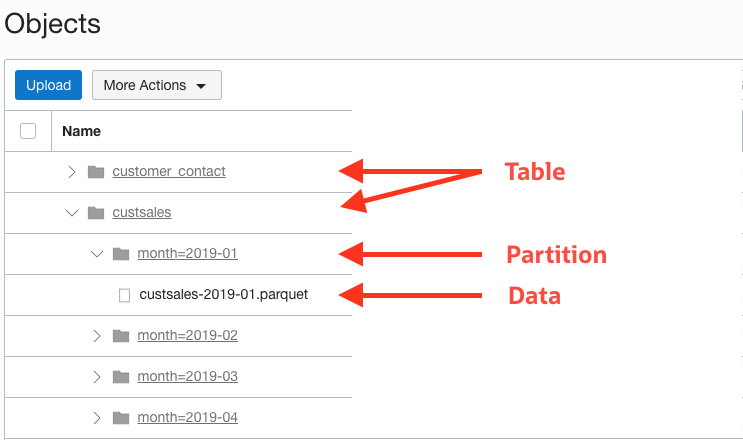 Objects
Upload More Actions
Name
customer_contact
Table
custsales
month=2019-01
Partition
custsales-2019-01.parquet
Data
month=2019-02
month=2019-03
month=2019-04